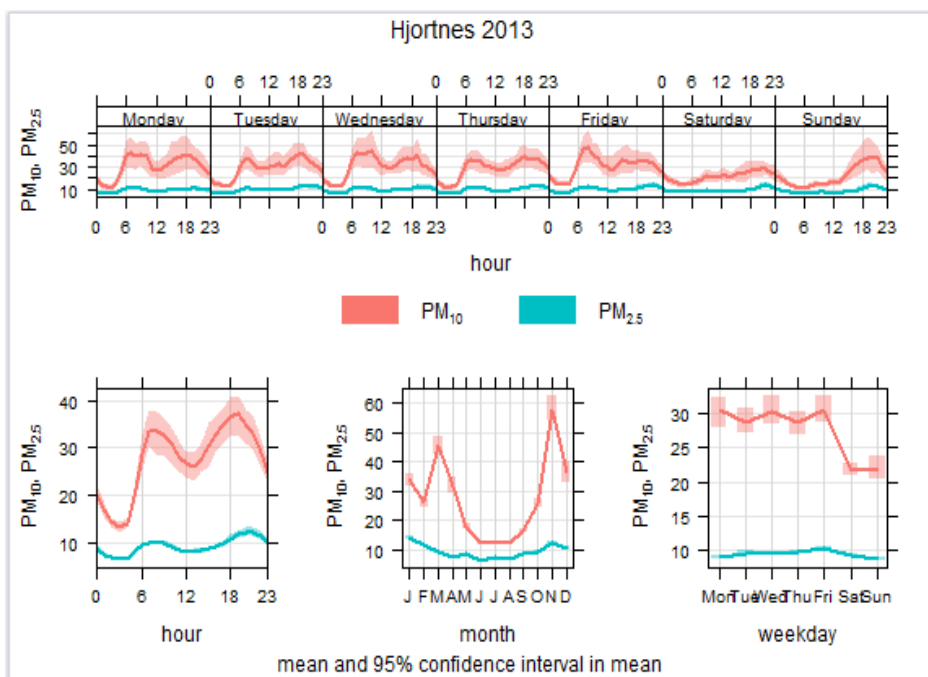 Hjortnes 2013
0 6 12 18 23 0 6 12 18 23 0 6 12 18 23
Monday Tuesday Wednesday Thursday Friday Saturday Sunday
PM10, PM2.5
50
30
10
0 6 12 18 23 0 6 12 18 23 0 6 12 18 23 0 6 12 18 23
hour
PM10 PM2.5
PM10, PM2.5
40
30
20
10
0 6 12 18 23
hour
PM10, PM2.5
60
50
40
30
20
10
J F M A M J J A S O N D
month
PM10, PM2.5
30
25
20
15
10
Mon Tue Wed Thu Fri Sat Sun
weekday
mean and 95% confidence interval in mean